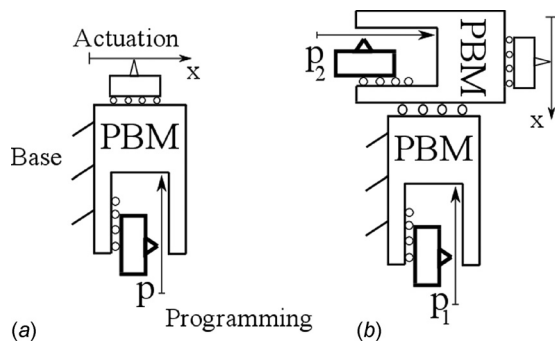 Actuation
x
PBM
Base
p
(a)
Programming
p2
PBM
x
PBM
p1
(b)